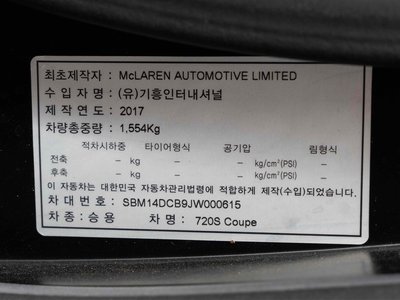 최초제작자 : McLAREN AUTOMOTIVE LIMITED
수 입 자 명 : (유)기흥인터내셔널
제 작 연 도 : 2017
차량총중량 : 1,554Kg
적차시하중 타이어형식 공기압 림형식
전축 – kg – – kg/cm²(PSI) –
후축 – kg – – kg/cm²(PSI) –
이 자동차는 대한민국 자동차관리법령에 적합하게 제작(수입)되었습니다.
차 대 번 호 : SBM14DCB9JW000615
차 종 : 승 용 차 명 : 720S Coupe